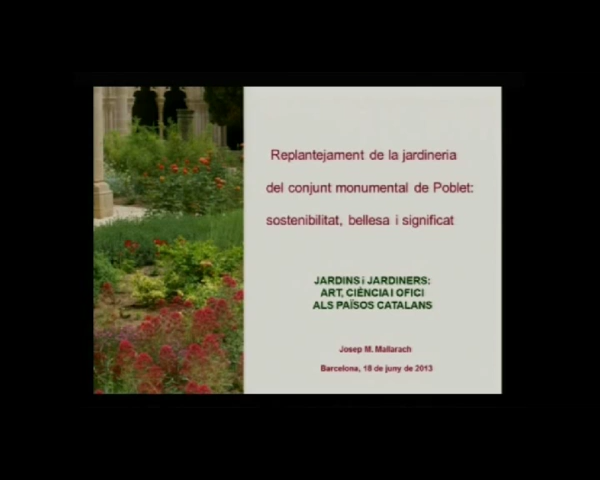 Replantejament de la jardineria
del conjunt monumental de Poblet:
sostenibilitat, bellesa i significat
JARDINS i JARDINERS:
ART, CIÈNCIA I OFICI
ALS PAÏSOS CATALANS
Josep M. Mallarach
Barcelona, 18 de juny de 2013